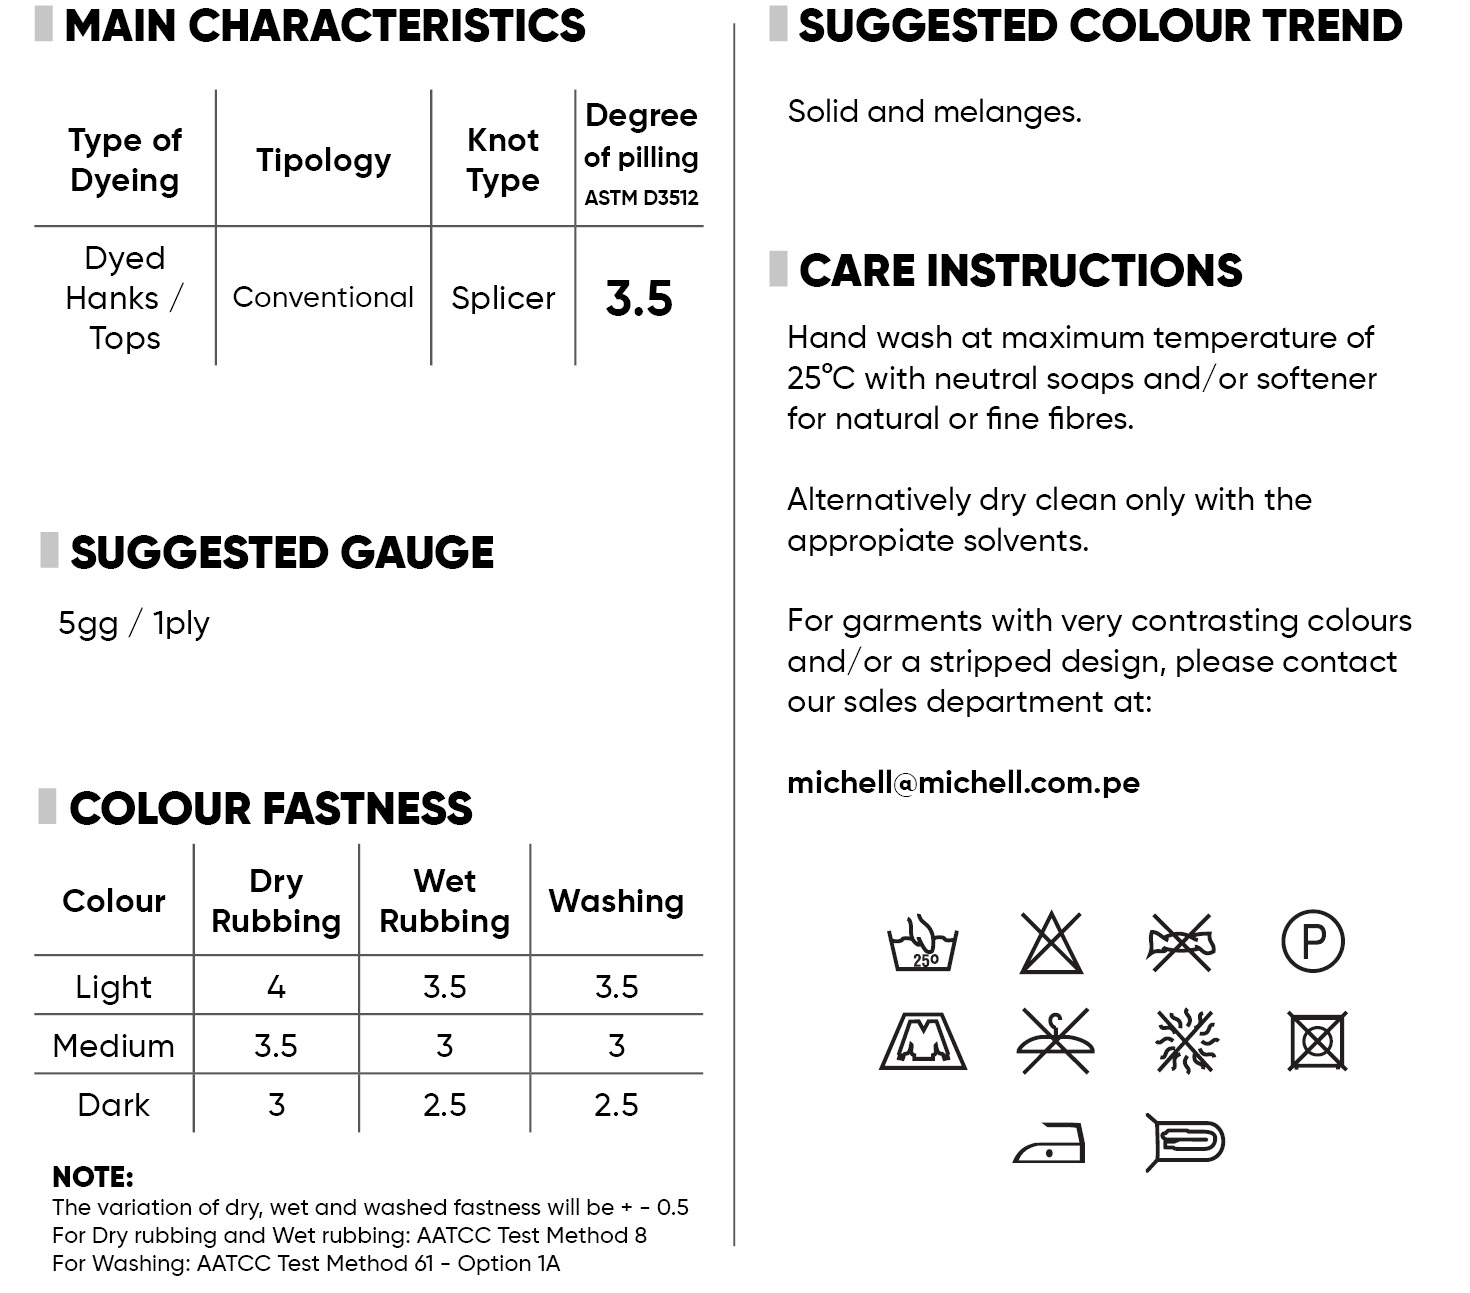 MAIN CHARACTERISTICS
Type of
Dyeing
Tipology
Knot
Type
Degree
of pilling
ASTM D3512
Dyed
Hanks /
Tops
Conventional
Splicer
3.5
SUGGESTED GAUGE
5gg / 1ply
COLOUR FASTNESS
Colour
Dry
Rubbing
Wet
Rubbing
Washing
Light 4 3.5 3.5
Medium 3.5 3 3
Dark 3 2.5 2.5
NOTE:
The variation of dry, wet and washed fastness will be + - 0.5
For Dry rubbing and Wet rubbing: AATCC Test Method 8
For Washing: AATCC Test Method 61 - Option 1A
SUGGESTED COLOUR TREND
Solid and melanges.
CARE INSTRUCTIONS
Hand wash at maximum temperature of
25°C with neutral soaps and/or softener
for natural or fine fibres.
Alternatively dry clean only with the
appropiate solvents.
For garments with very contrasting colours
and/or a stripped design, please contact
our sales department at:
michell@michell.com.pe
25º
P